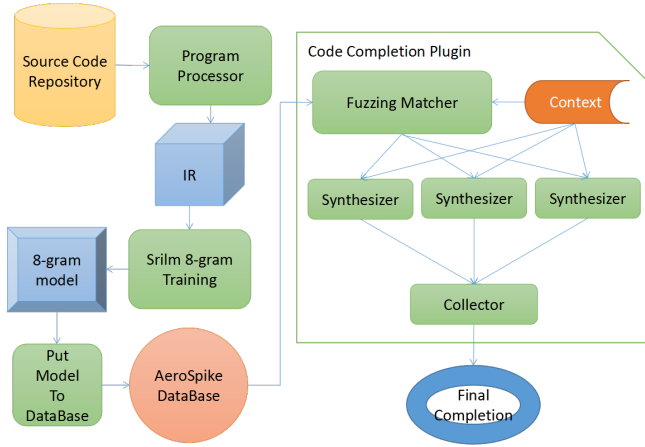 Source Code
Repository
Program
Processor
IR
Srilm 8-gram
Training
8-gram
model
Put
Model
To
DataBase
AeroSpike
DataBase
Code Completion Plugin
Fuzzing Matcher
Context
Synthesizer
Synthesizer
Synthesizer
Collector
Final
Completion